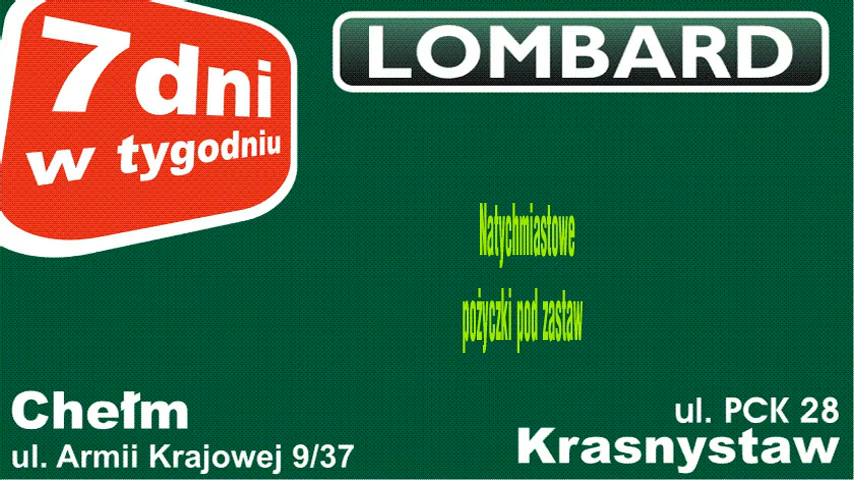 7 dni
w tygodniu
LOMBARD
Natychmiastowe
pożyczki pod zastaw
Chełm
ul. Armii Krajowej 9/37
ul. PCK 28
Krasnystaw